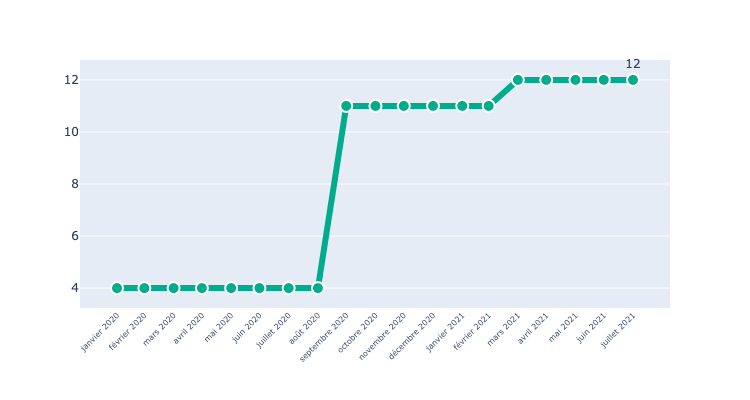 12
12
10
8
6
4
janvier 2020
février 2020
mars 2020
avril 2020
mai 2020
juin 2020
juillet 2020
août 2020
septembre 2020
octobre 2020
novembre 2020
décembre 2020
janvier 2021
février 2021
mars 2021
avril 2021
mai 2021
juin 2021
juillet 2021